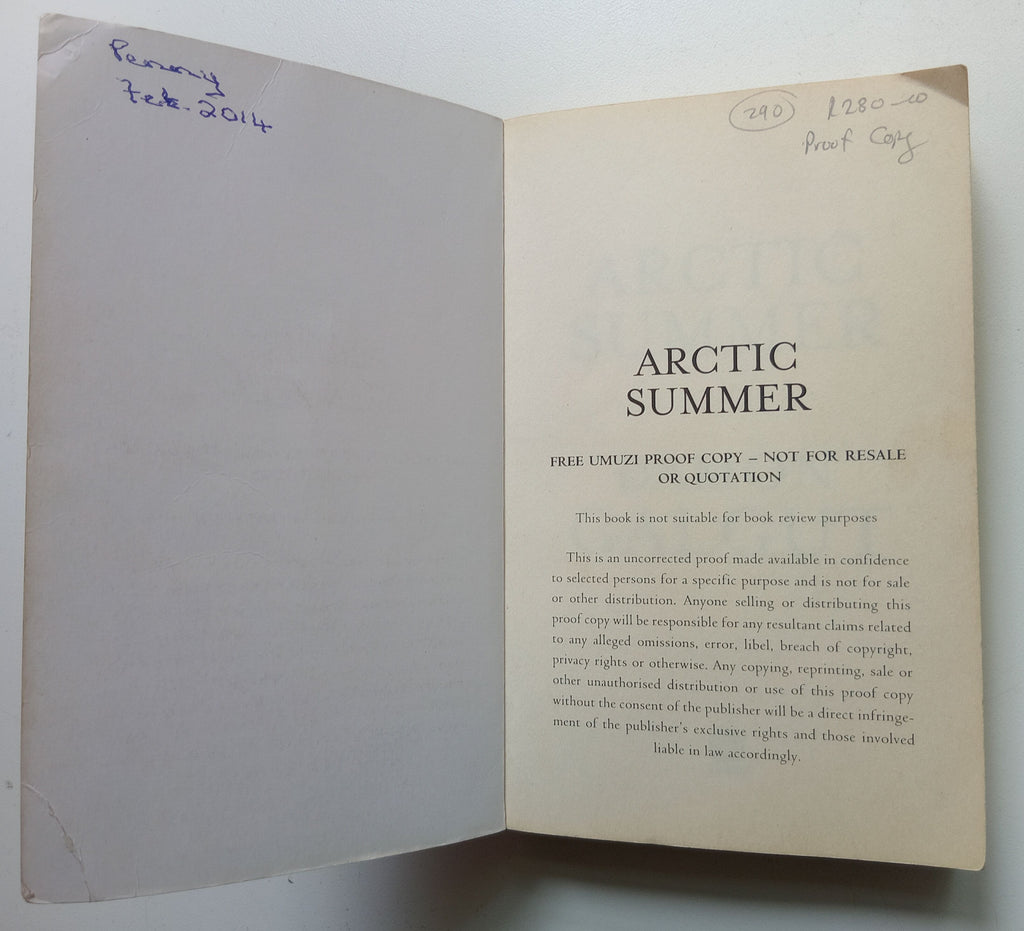 Penny
Feb. 2014
290 R280-00
Proof Copy
ARCTIC
SUMMER
FREE UMUZI PROOF COPY – NOT FOR RESALE
OR QUOTATION
This book is not suitable for book review purposes
This is an uncorrected proof made available in confidence
to selected persons for a specific purpose and is not for sale
or other distribution. Anyone selling or distributing this
proof copy will be responsible for any resultant claims related
to any alleged omissions, error, libel, breach of copyright,
privacy rights or otherwise. Any copying, reprinting, sale or
other unauthorised distribution or use of this proof copy
without the consent of the publisher will be a direct infringe-
ment of the publisher's exclusive rights and those involved
liable in law accordingly.